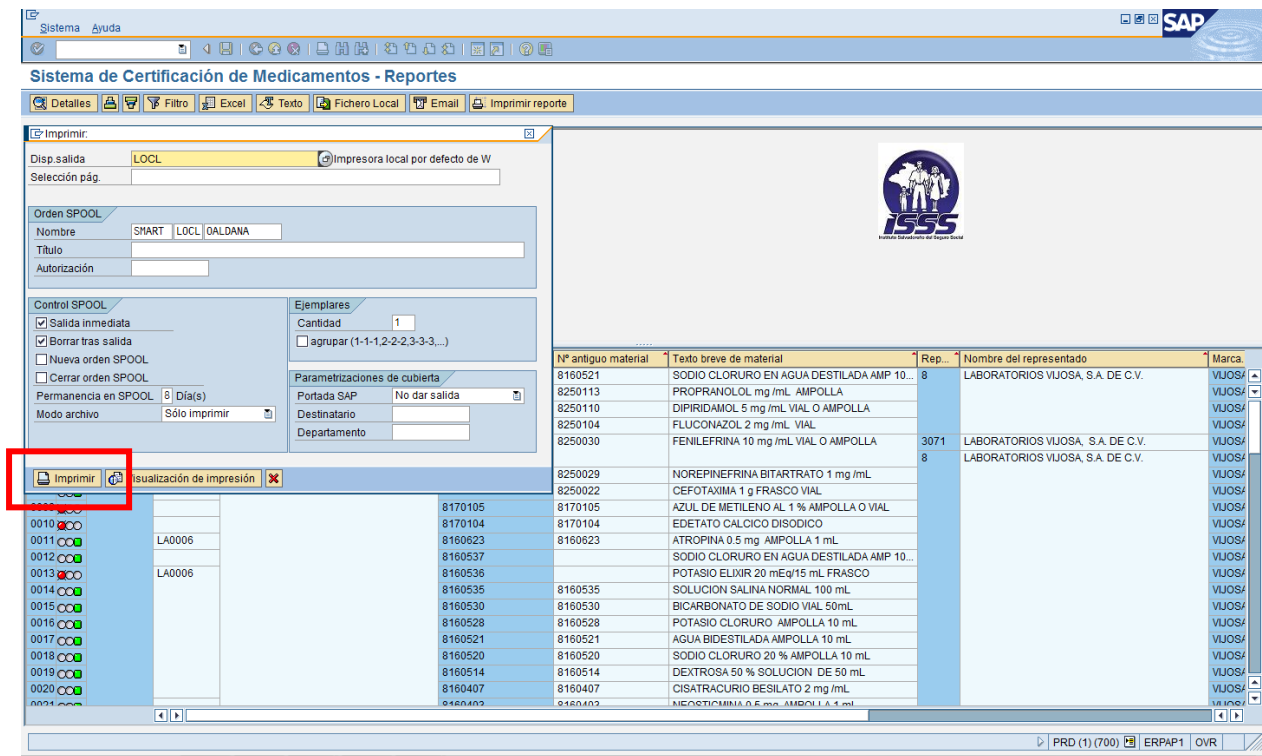 Sistema Ayuda
SAP
Sistema de Certificación de Medicamentos - Reportes
Detalles Filtro Excel Texto Fichero Local Email Imprimir reporte
Imprimir:
Disp.salida LOCL Impresora local por defecto de W
Selección pág.
Orden SPOOL
Nombre SMART LOCL OALDANA
Título
Autorización
Control SPOOL
Salida inmediata
Borrar tras salida
Nueva orden SPOOL
Cerrar orden SPOOL
Permanencia en SPOOL 8 Día(s)
Modo archivo Sólo imprimir
Ejemplares
Cantidad 1
agrupar (1-1-1,2-2-2,3-3-3,...)
Parametrizaciones de cubierta
Portada SAP No dar salida
Destinatario
Departamento
Imprimir Visualización de impresión
ISSS
Instituto Salvadoreño del Seguro Social
Nº antiguo material Texto breve de material Rep... Nombre del representado Marca.
8160521 SODIO CLORURO EN AGUA DESTILADA AMP 10... 8 LABORATORIOS VIJOSA, S.A. DE C.V. VIJOSA
8250113 PROPRANOLOL mg /mL AMPOLLA VIJOSA
8250110 DIPIRIDAMOL 5 mg /mL VIAL O AMPOLLA VIJOSA
8250104 FLUCONAZOL 2 mg /mL VIAL VIJOSA
8250030 FENILEFRINA 10 mg /mL VIAL O AMPOLLA 3071 LABORATORIOS VIJOSA, S.A. DE C.V. VIJOSA
8 LABORATORIOS VIJOSA, S.A. DE C.V. VIJOSA
8250029 NOREPINEFRINA BITARTRATO 1 mg /mL VIJOSA
8250022 CEFOTAXIMA 1 g FRASCO VIAL VIJOSA
8170105 8170105 AZUL DE METILENO AL 1 % AMPOLLA O VIAL VIJOSA
0010 8170104 8170104 EDETATO CALCICO DISODICO VIJOSA
0011 LA0006 8160623 8160623 ATROPINA 0.5 mg AMPOLLA 1 mL VIJOSA
0012 8160537 SODIO CLORURO EN AGUA DESTILADA AMP 10... VIJOSA
0013 LA0006 8160536 POTASIO ELIXIR 20 mEq/15 mL FRASCO VIJOSA
0014 8160535 8160535 SOLUCION SALINA NORMAL 100 mL VIJOSA
0015 8160530 8160530 BICARBONATO DE SODIO VIAL 50mL VIJOSA
0016 8160528 8160528 POTASIO CLORURO AMPOLLA 10 mL VIJOSA
0017 8160521 8160521 AGUA BIDESTILADA AMPOLLA 10 mL VIJOSA
0018 8160520 8160520 SODIO CLORURO 20 % AMPOLLA 10 mL VIJOSA
0019 8160514 8160514 DEXTROSA 50 % SOLUCION DE 50 mL VIJOSA
0020 8160407 8160407 CISATRACURIO BESILATO 2 mg /mL VIJOSA
0021 8160403 8160403 NEOSTIGMINA 0.5 mg AMPOLLA 1 mL VIJOSA
PRD (1) (700) ERPAP1 OVR